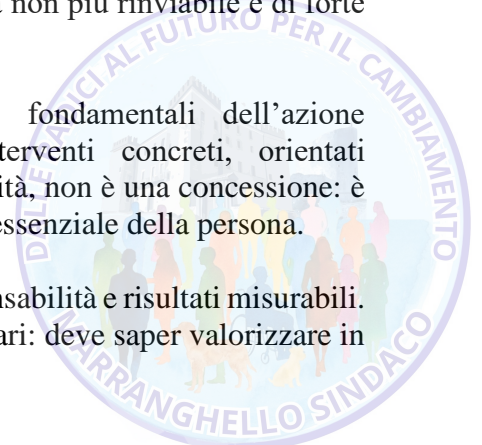 non più rinviabile e di forte
fondamentali dell’azione
terventi concreti, orientati
ità, non è una concessione: è
essenziale della persona.
nsabilità e risultati misurabili.
ari: deve saper valorizzare in
DALLE RADICI AL FUTURO PER IL CAMBIAMENTO
MARRANGHELLO SINDACO